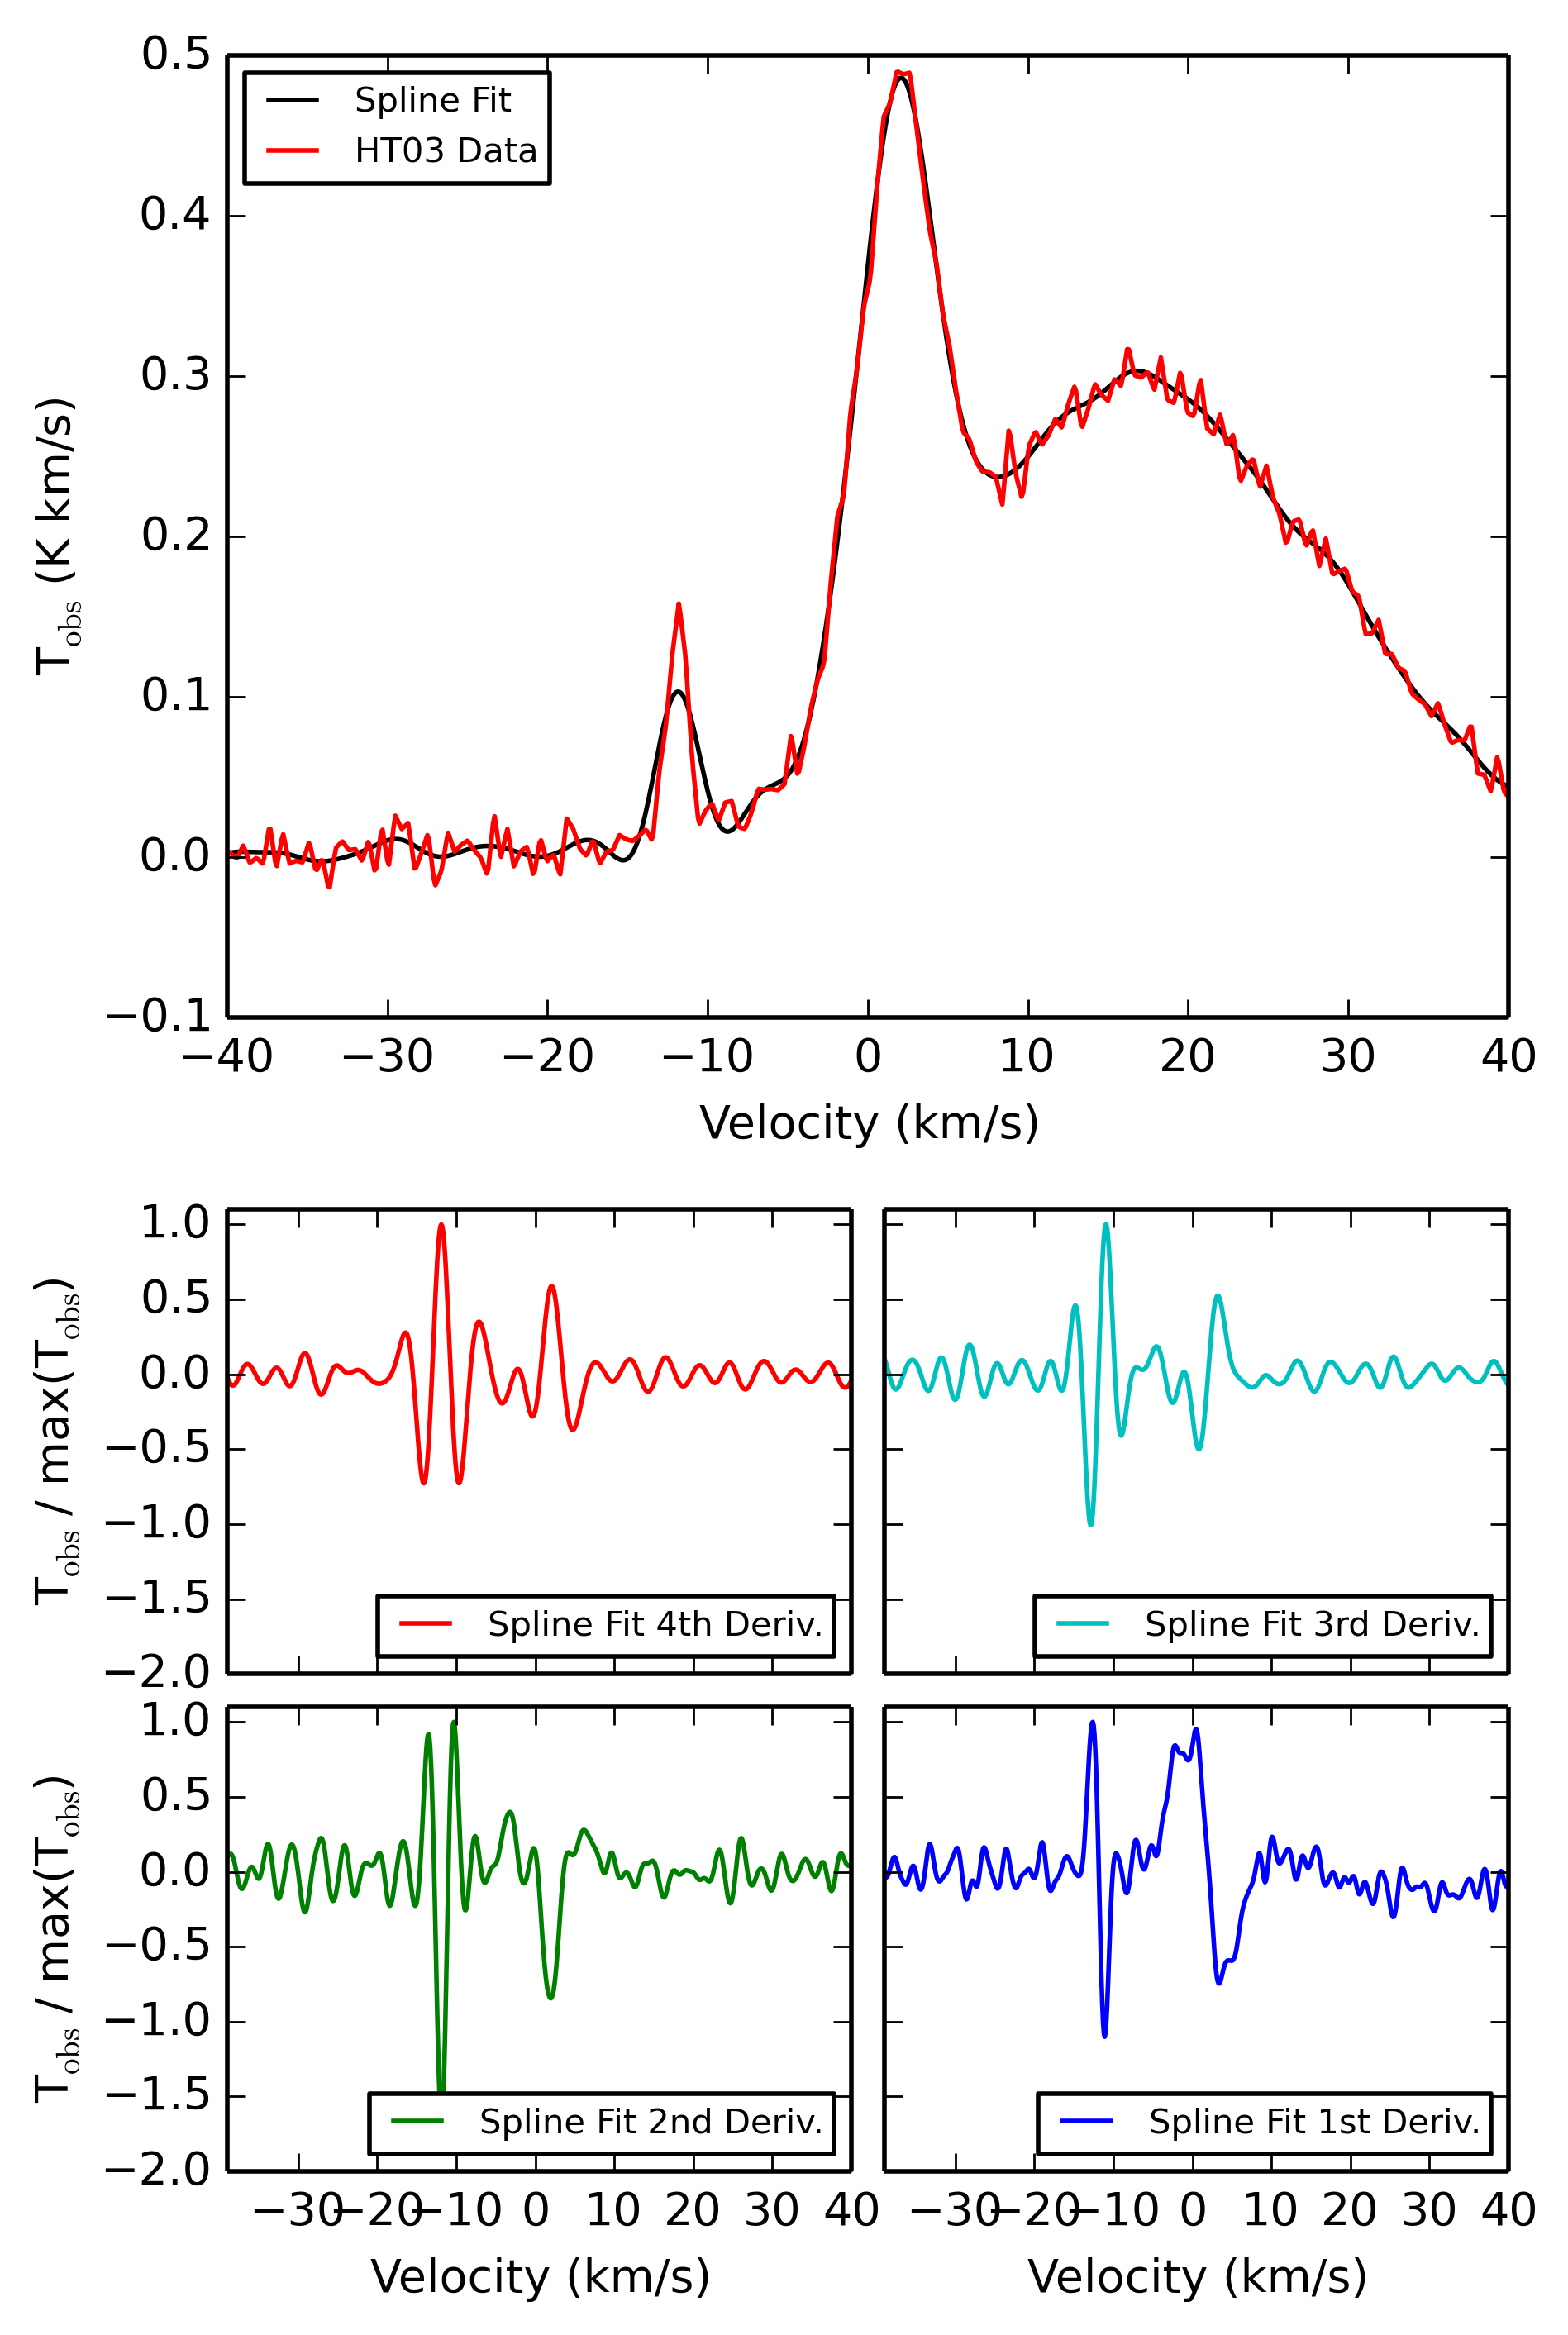 0.5
Spline Fit
HT03 Data
0.4
0.3
0.2
0.1
0.0
−0.1
T_obs (K km/s)
−40 −30 −20 −10 0 10 20 30 40
Velocity (km/s)
1.0
0.5
0.0
−0.5
−1.0
−1.5
−2.0
T_obs / max(T_obs)
Spline Fit 4th Deriv.
Spline Fit 3rd Deriv.
1.0
0.5
0.0
−0.5
−1.0
−1.5
−2.0
T_obs / max(T_obs)
Spline Fit 2nd Deriv.
Spline Fit 1st Deriv.
−30 −20 −10 0 10 20 30 40
−30 −20 −10 0 10 20 30 40
Velocity (km/s)
Velocity (km/s)